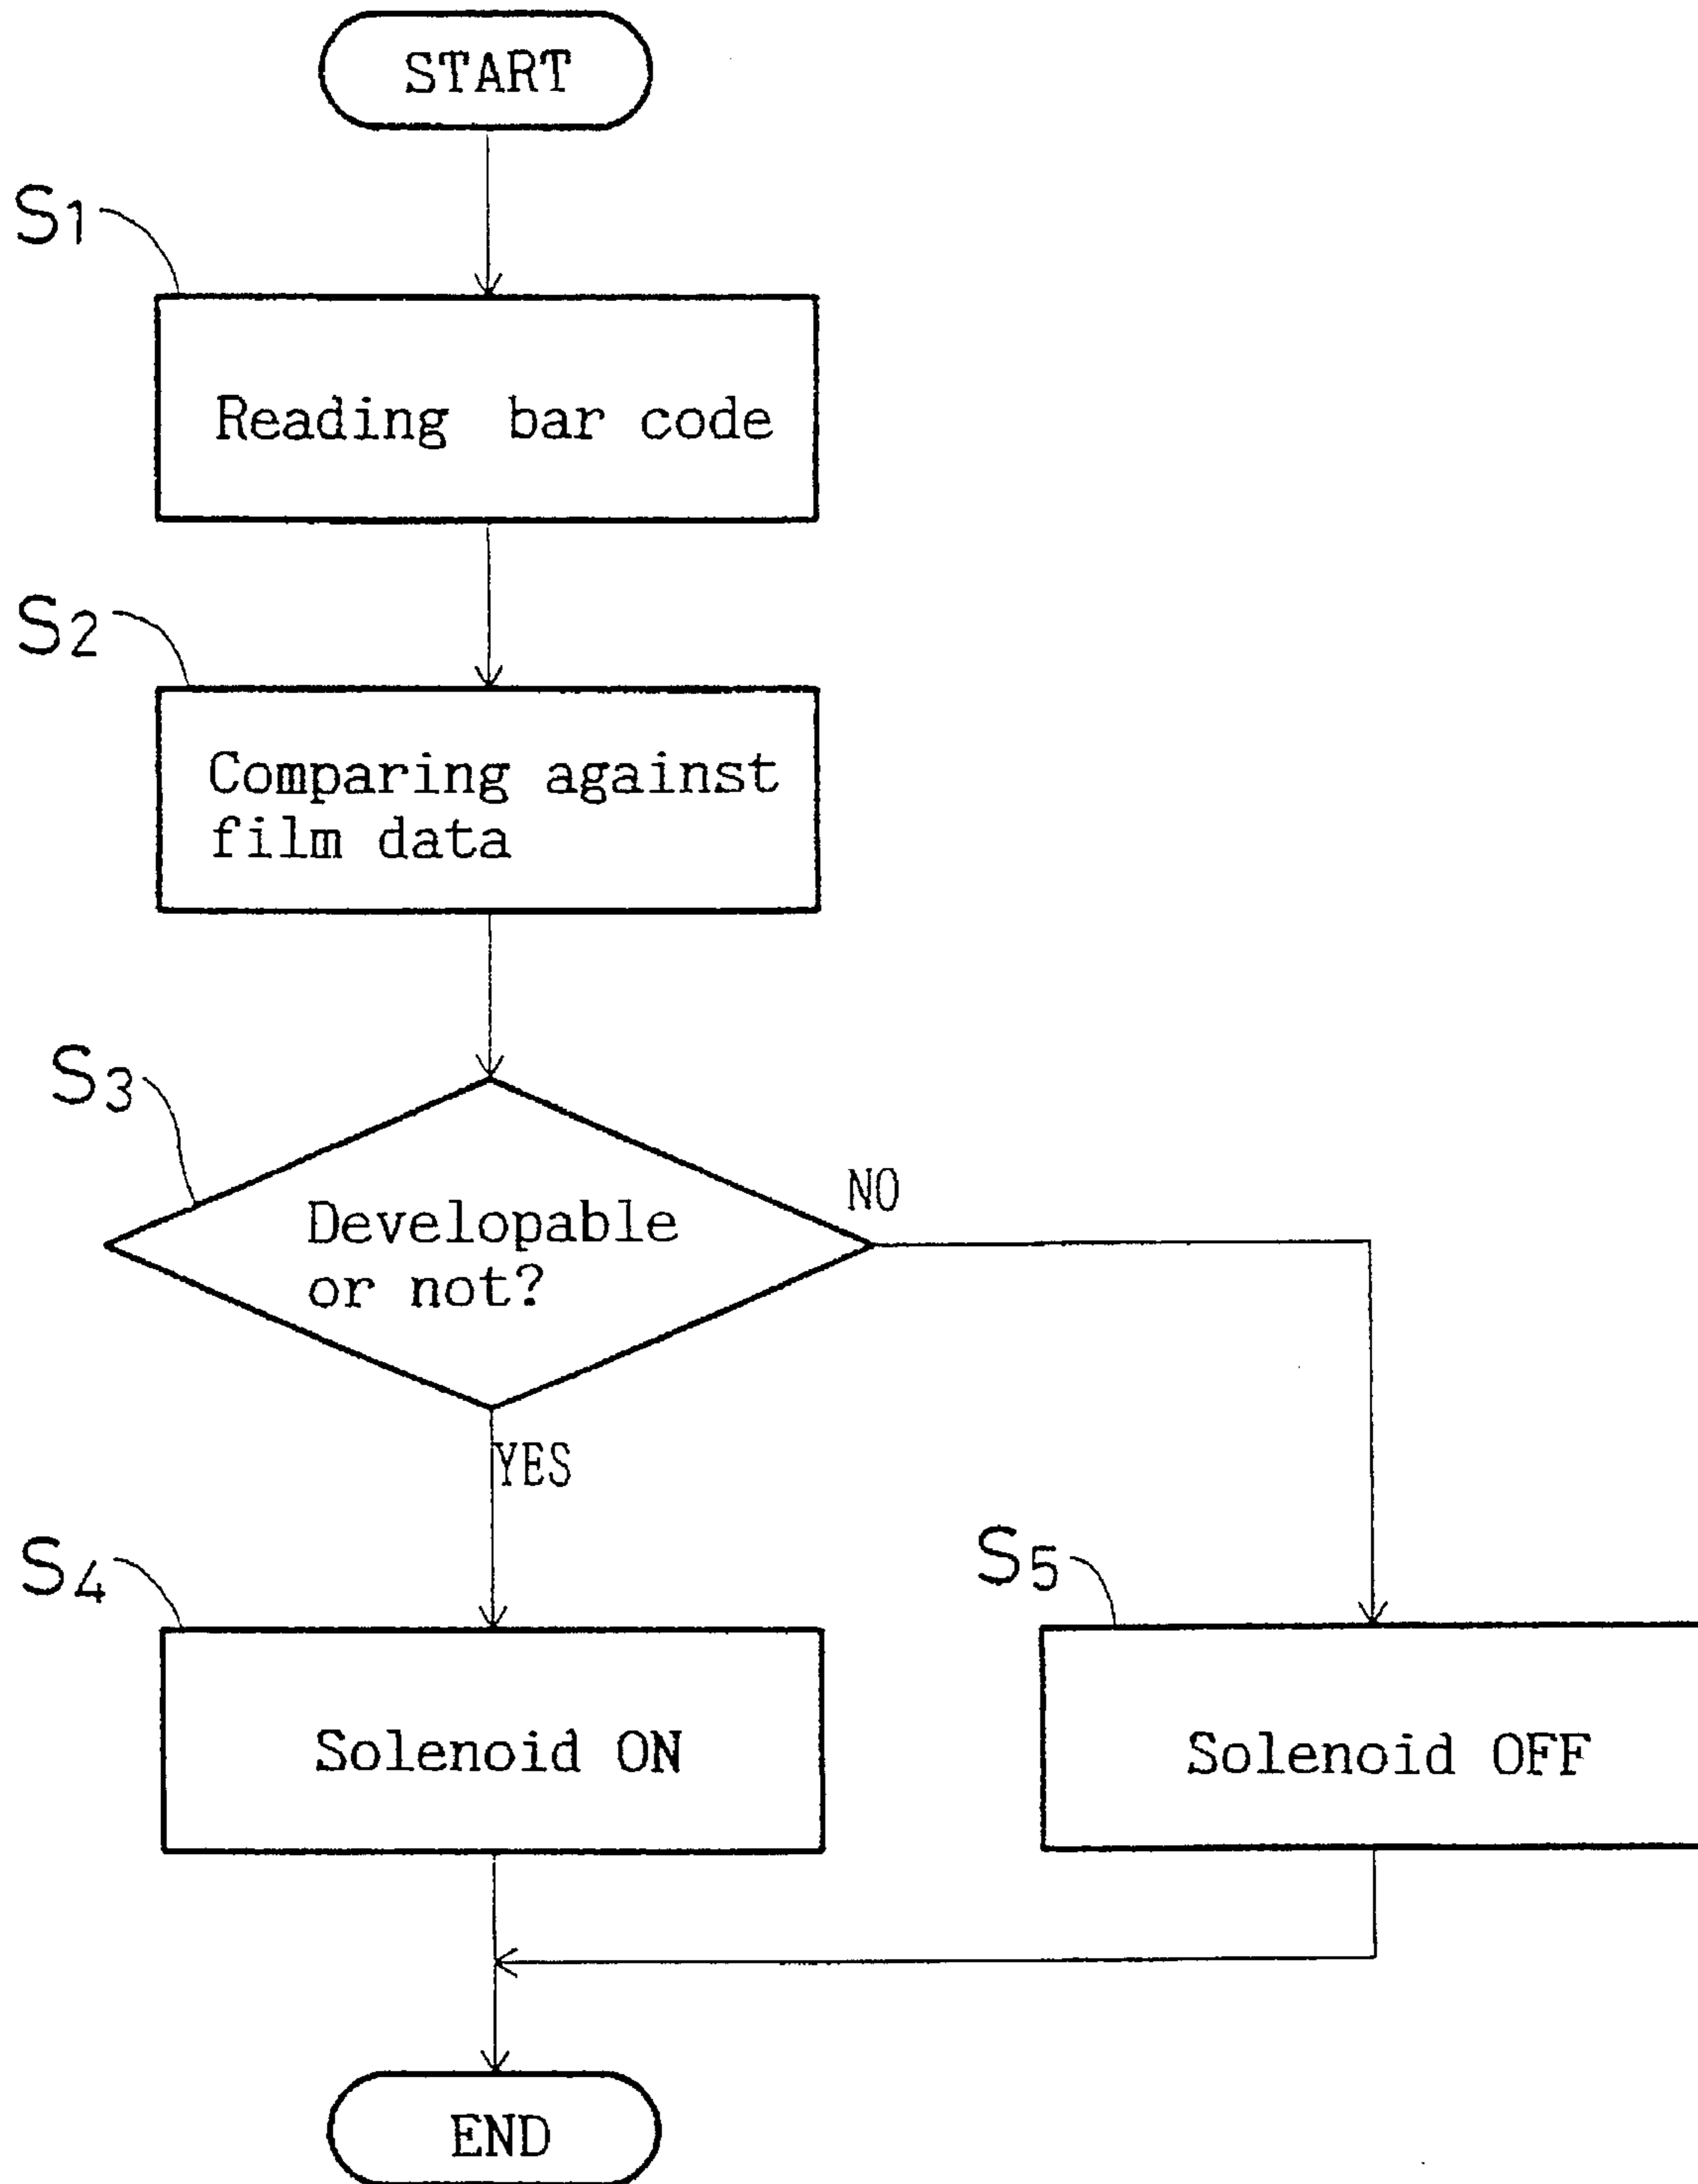 START
S1
Reading bar code
S2
Comparing against
film data
S3
Developable
or not?
NO
YES
S4
Solenoid ON
S5
Solenoid OFF
END